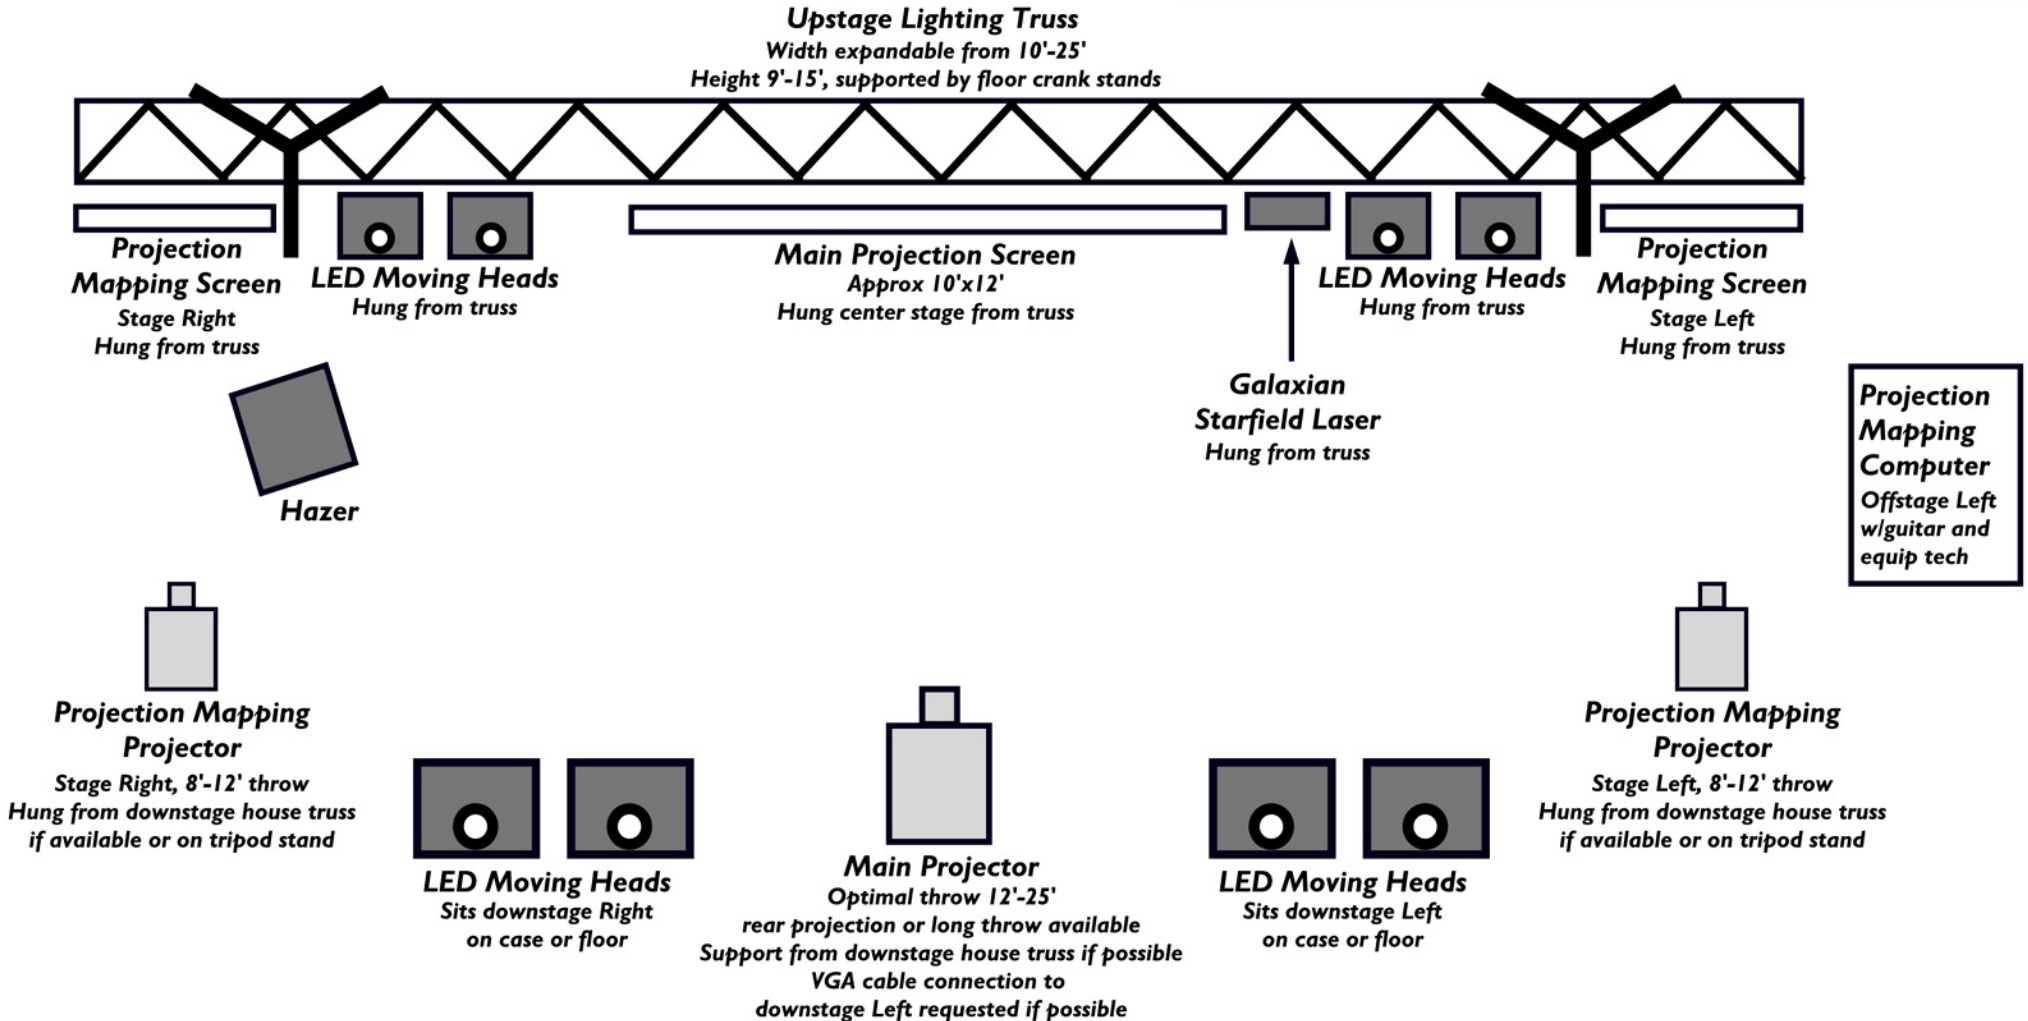 Upstage Lighting Truss
Width expandable from 10'-25'
Height 9'-15', supported by floor crank stands
Projection
Mapping Screen
Stage Right
Hung from truss
LED Moving Heads
Hung from truss
Main Projection Screen
Approx 10'x12'
Hung center stage from truss
LED Moving Heads
Hung from truss
Projection
Mapping Screen
Stage Left
Hung from truss
Galaxian
Starfield Laser
Hung from truss
Projection
Mapping
Computer
Offstage Left
w/guitar and
equip tech
Hazer
Projection Mapping
Projector
Stage Right, 8'-12' throw
Hung from downstage house truss
if available or on tripod stand
LED Moving Heads
Sits downstage Right
on case or floor
Main Projector
Optimal throw 12'-25'
rear projection or long throw available
Support from downstage house truss if possible
VGA cable connection to
downstage Left requested if possible
LED Moving Heads
Sits downstage Left
on case or floor
Projection Mapping
Projector
Stage Left, 8'-12' throw
Hung from downstage house truss
if available or on tripod stand